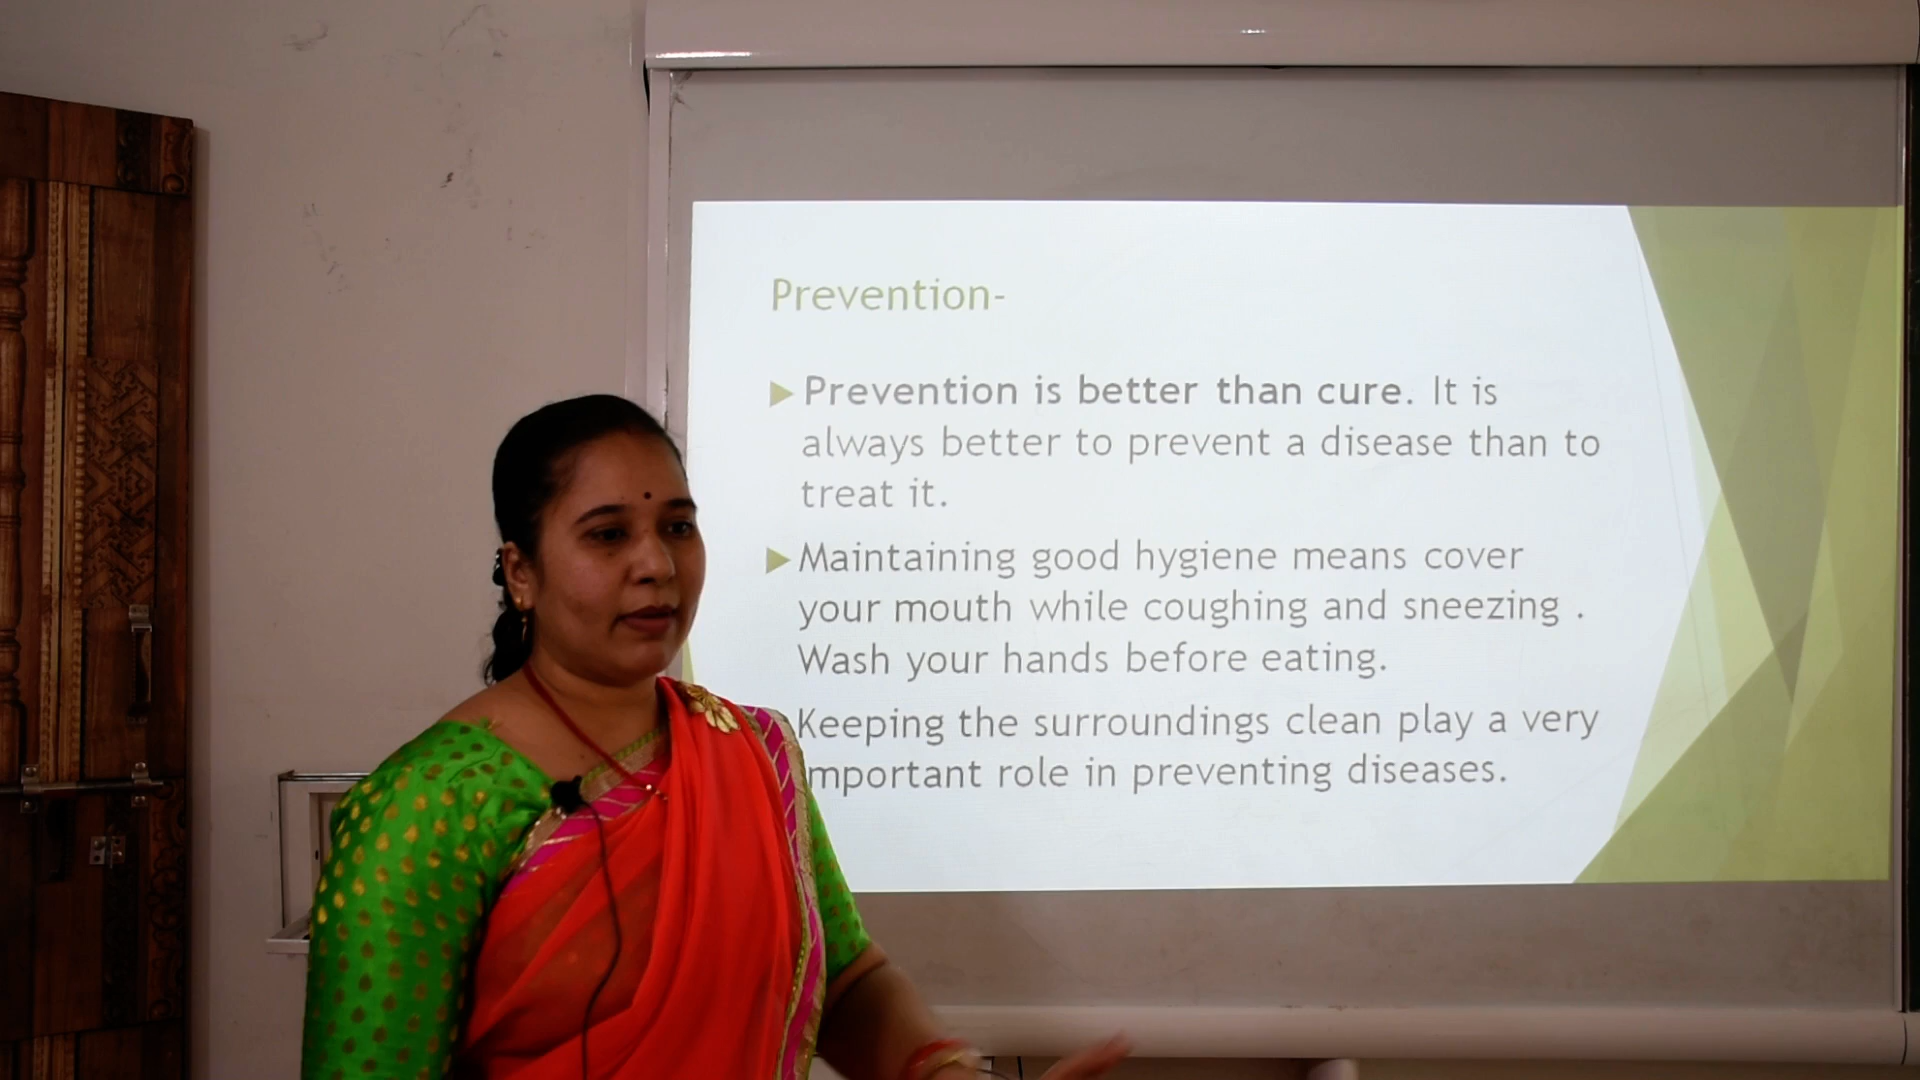 Prevention-
Prevention is better than cure. It is
always better to prevent a disease than to
treat it.
Maintaining good hygiene means cover
your mouth while coughing and sneezing .
Wash your hands before eating.
Keeping the surroundings clean play a very
mportant role in preventing diseases.